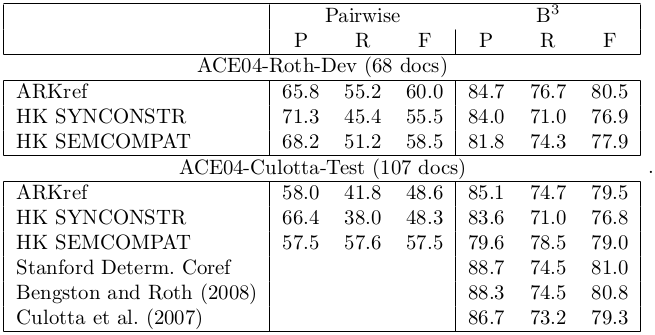 Pairwise B³
P R F P R F
ACE04-Roth-Dev (68 docs)
ARKref 65.8 55.2 60.0 84.7 76.7 80.5
HK SYNCONSTR 71.3 45.4 55.5 84.0 71.0 76.9
HK SEMCOMPAT 68.2 51.2 58.5 81.8 74.3 77.9
ACE04-Culotta-Test (107 docs)
ARKref 58.0 41.8 48.6 85.1 74.7 79.5
HK SYNCONSTR 66.4 38.0 48.3 83.6 71.0 76.8
HK SEMCOMPAT 57.5 57.6 57.5 79.6 78.5 79.0
Stanford Determ. Coref 88.7 74.5 81.0
Bengston and Roth (2008) 88.3 74.5 80.8
Culotta et al. (2007) 86.7 73.2 79.3
.